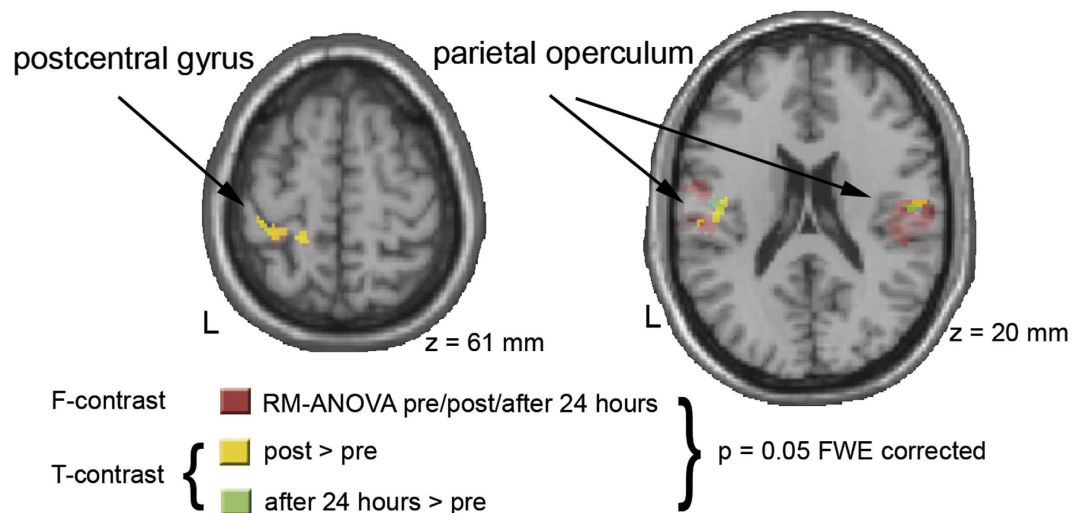 postcentral gyrus
parietal operculum
L
z = 61 mm
L
z = 20 mm
F-contrast
RM-ANOVA pre/post/after 24 hours
T-contrast
post > pre
after 24 hours > pre
p = 0.05 FWE corrected